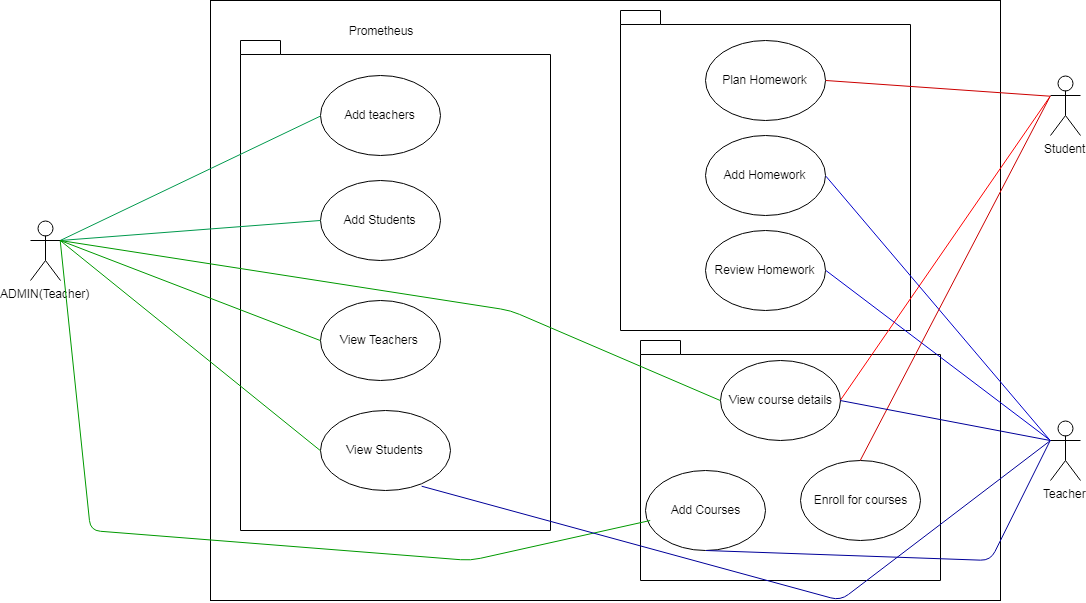 Prometheus
Add teachers
Add Students
View Teachers
View Students
ADMIN(Teacher)
Plan Homework
Add Homework
Review Homework
View course details
Add Courses
Enroll for courses
Student
Teacher